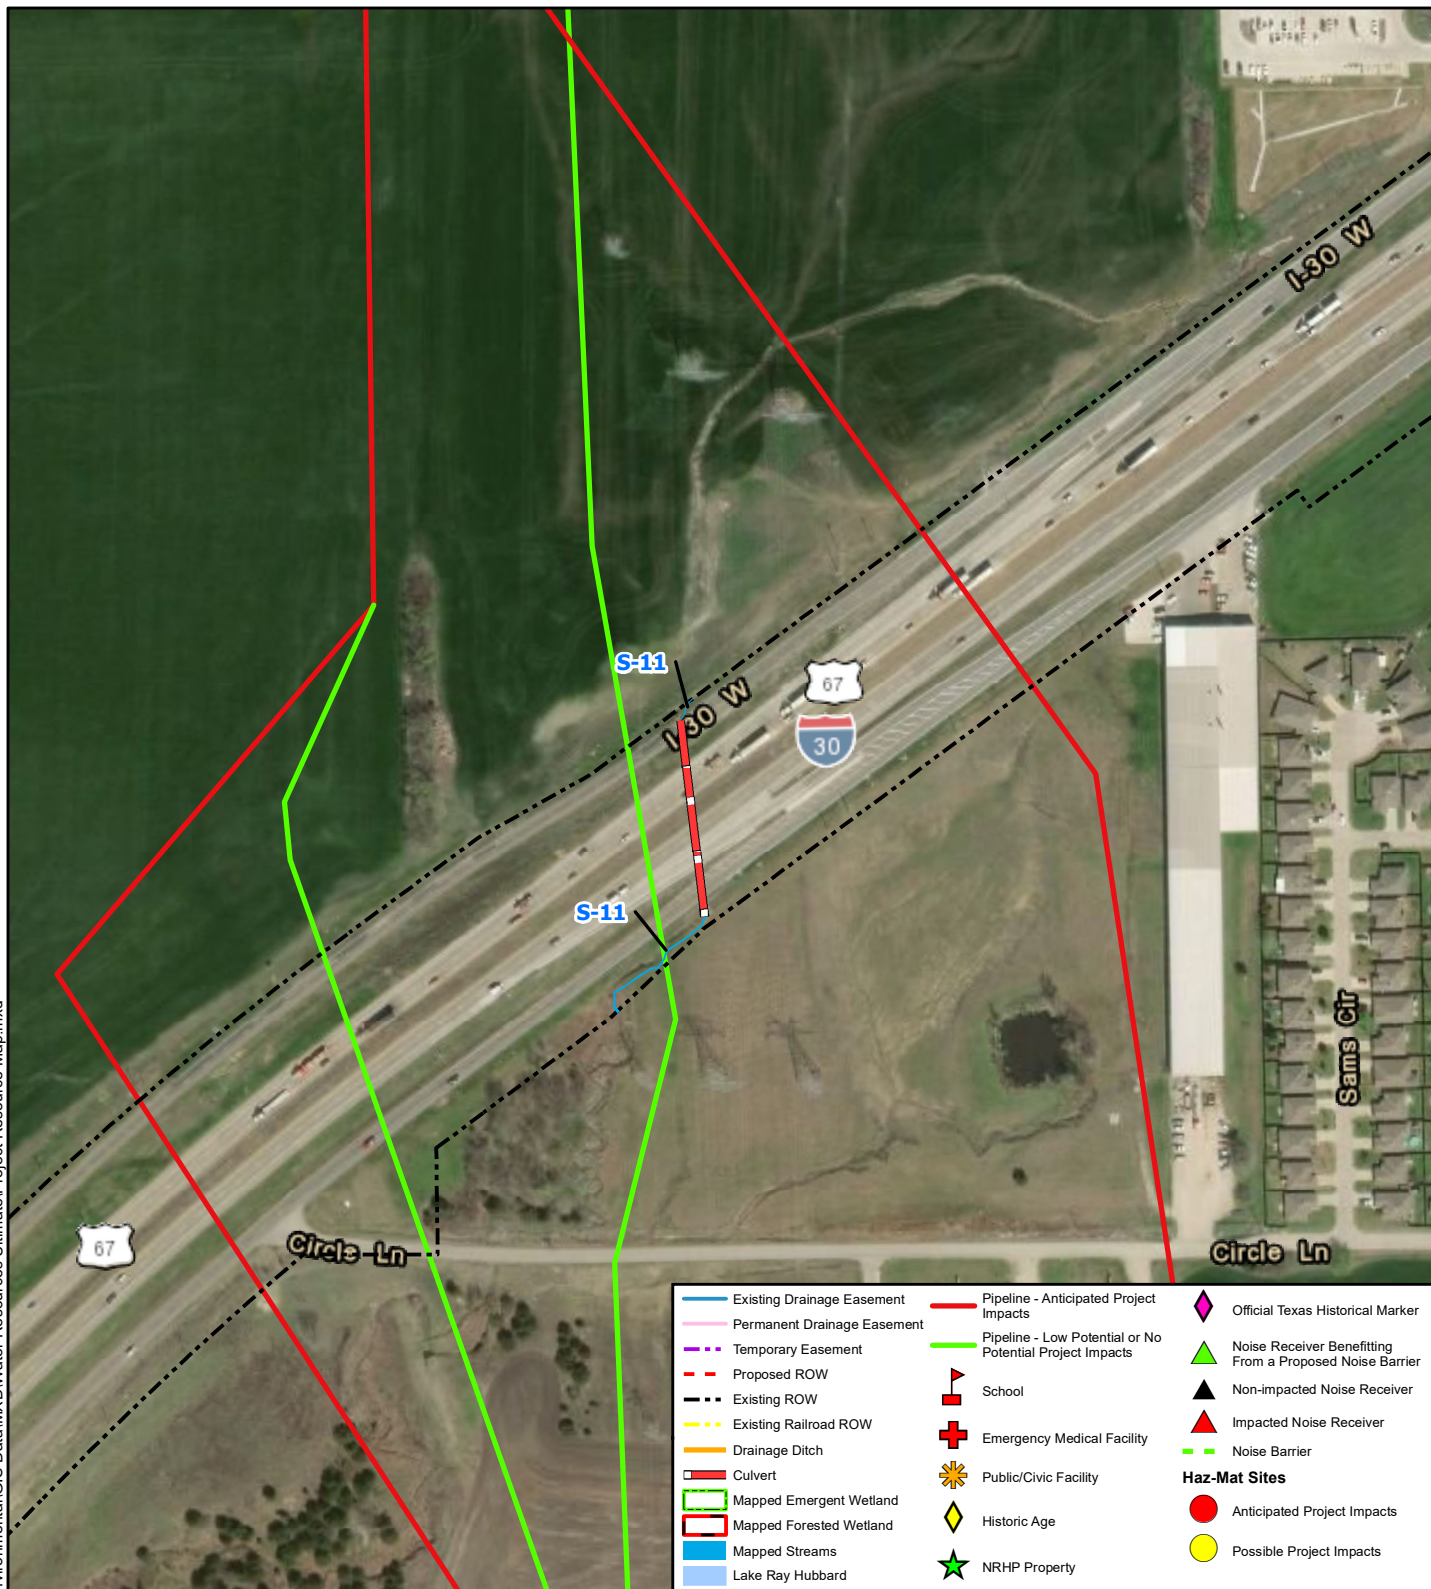 I-30 W
S-11
67
I-30 W
30
S-11
Sams Cir
67
Circle Ln
Circle Ln
Existing Drainage Easement
Permanent Drainage Easement
Temporary Easement
Proposed ROW
Existing ROW
Existing Railroad ROW
Drainage Ditch
Culvert
Mapped Emergent Wetland
Mapped Forested Wetland
Mapped Streams
Lake Ray Hubbard
Pipeline - Anticipated Project
Impacts
Pipeline - Low Potential or No
Potential Project Impacts
School
Emergency Medical Facility
Public/Civic Facility
Historic Age
NRHP Property
Official Texas Historical Marker
Noise Receiver Benefitting
From a Proposed Noise Barrier
Non-impacted Noise Receiver
Impacted Noise Receiver
Noise Barrier
Haz-Mat Sites
Anticipated Project Impacts
Possible Project Impacts